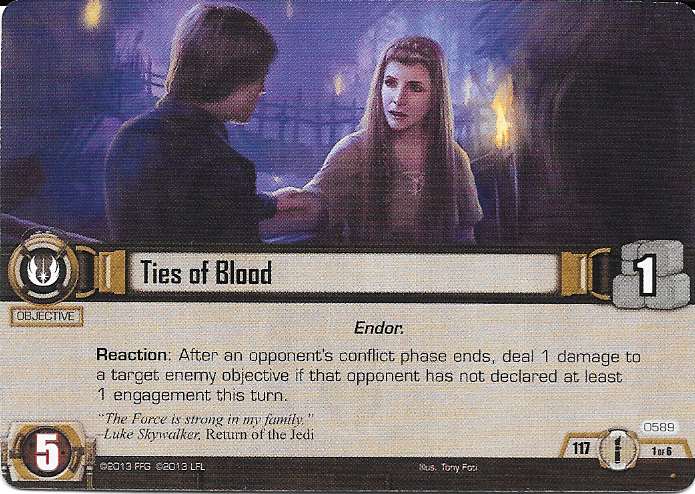 Ties of Blood
1
OBJECTIVE
Endor.
Reaction: After an opponent's conflict phase ends, deal 1 damage to
a target enemy objective if that opponent has not declared at least
1 engagement this turn.
"The Force is strong in my family."
-Luke Skywalker, Return of the Jedi
5
0589
117
1 OF 6
©2013 FFG ©2013 LFL
Illus. Tony Foti